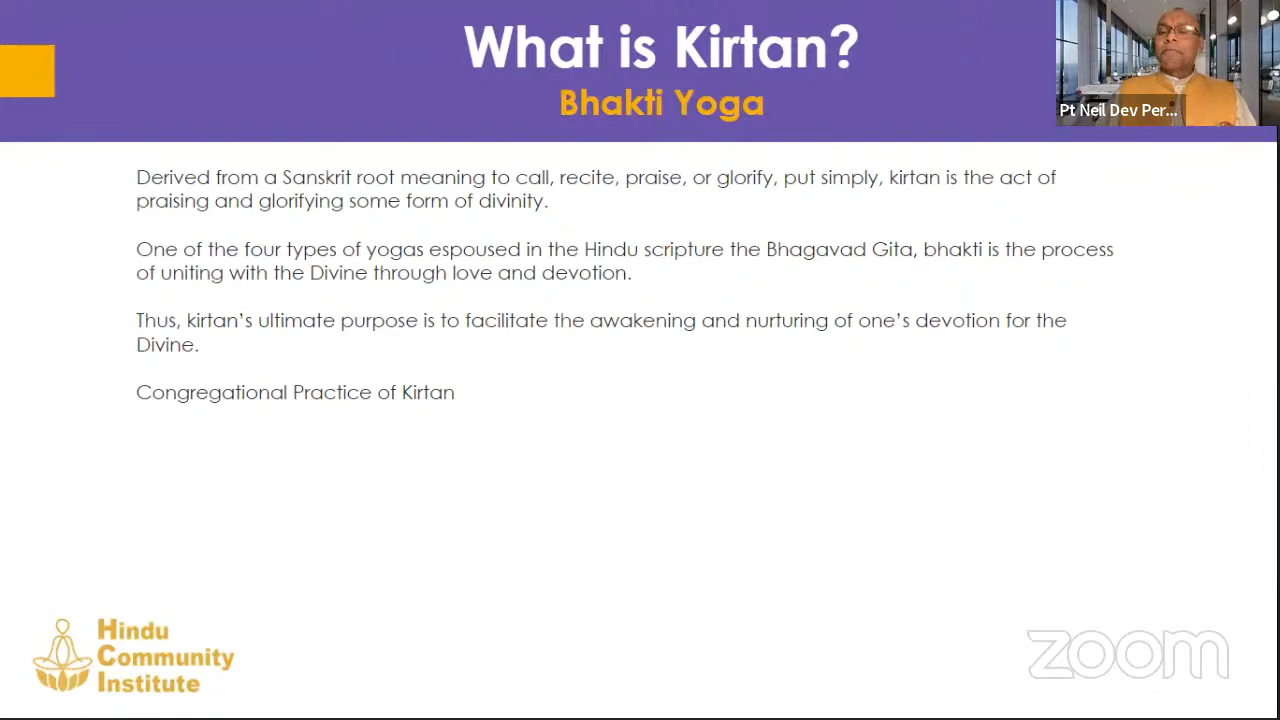 What is Kirtan?
Bhakti Yoga
Pt Neil Dev Per...
Derived from a Sanskrit root meaning to call, recite, praise, or glorify, put simply, kirtan is the act of
praising and glorifying some form of divinity.
One of the four types of yogas espoused in the Hindu scripture the Bhagavad Gita, bhakti is the process
of uniting with the Divine through love and devotion.
Thus, kirtan’s ultimate purpose is to facilitate the awakening and nurturing of one’s devotion for the
Divine.
Congregational Practice of Kirtan
Hindu
Community
Institute
zoom